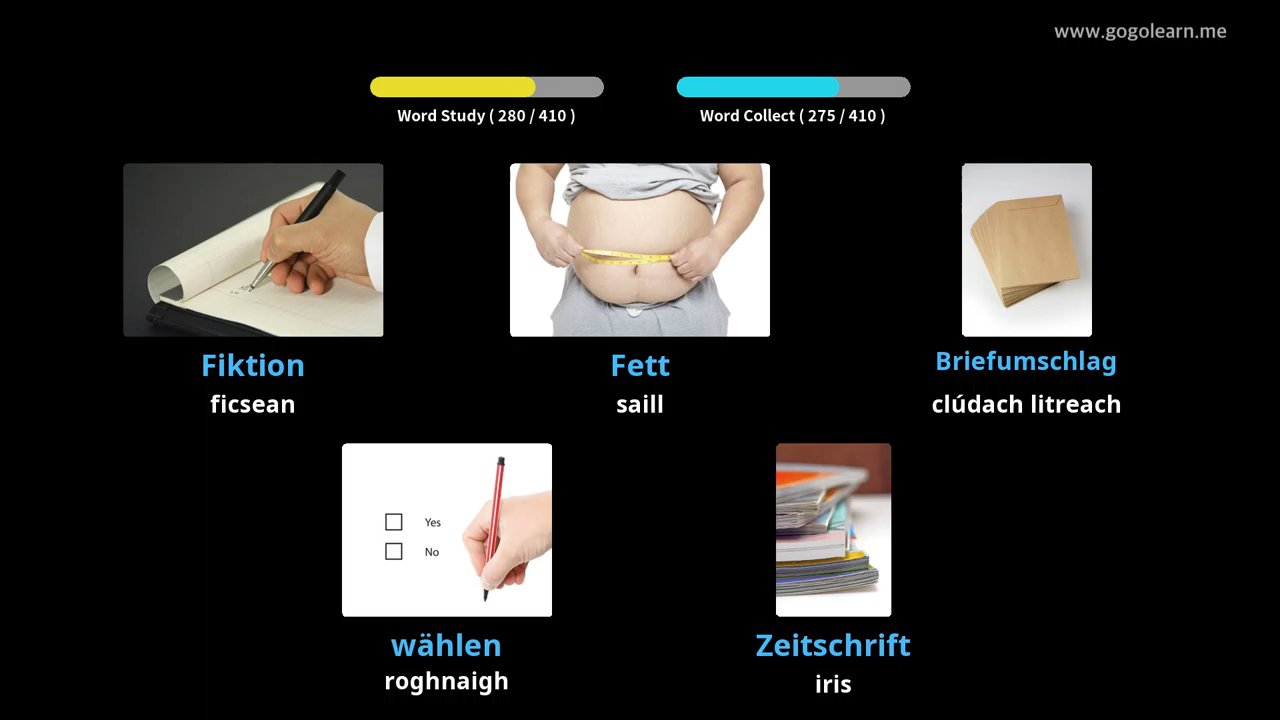 www.gogolearn.me
Word Study ( 280 / 410 )
Word Collect ( 275 / 410 )
Fiktion
ficsean
Fett
saill
Briefumschlag
clúdach litreach
Yes
No
wählen
roghnaigh
Zeitschrift
iris